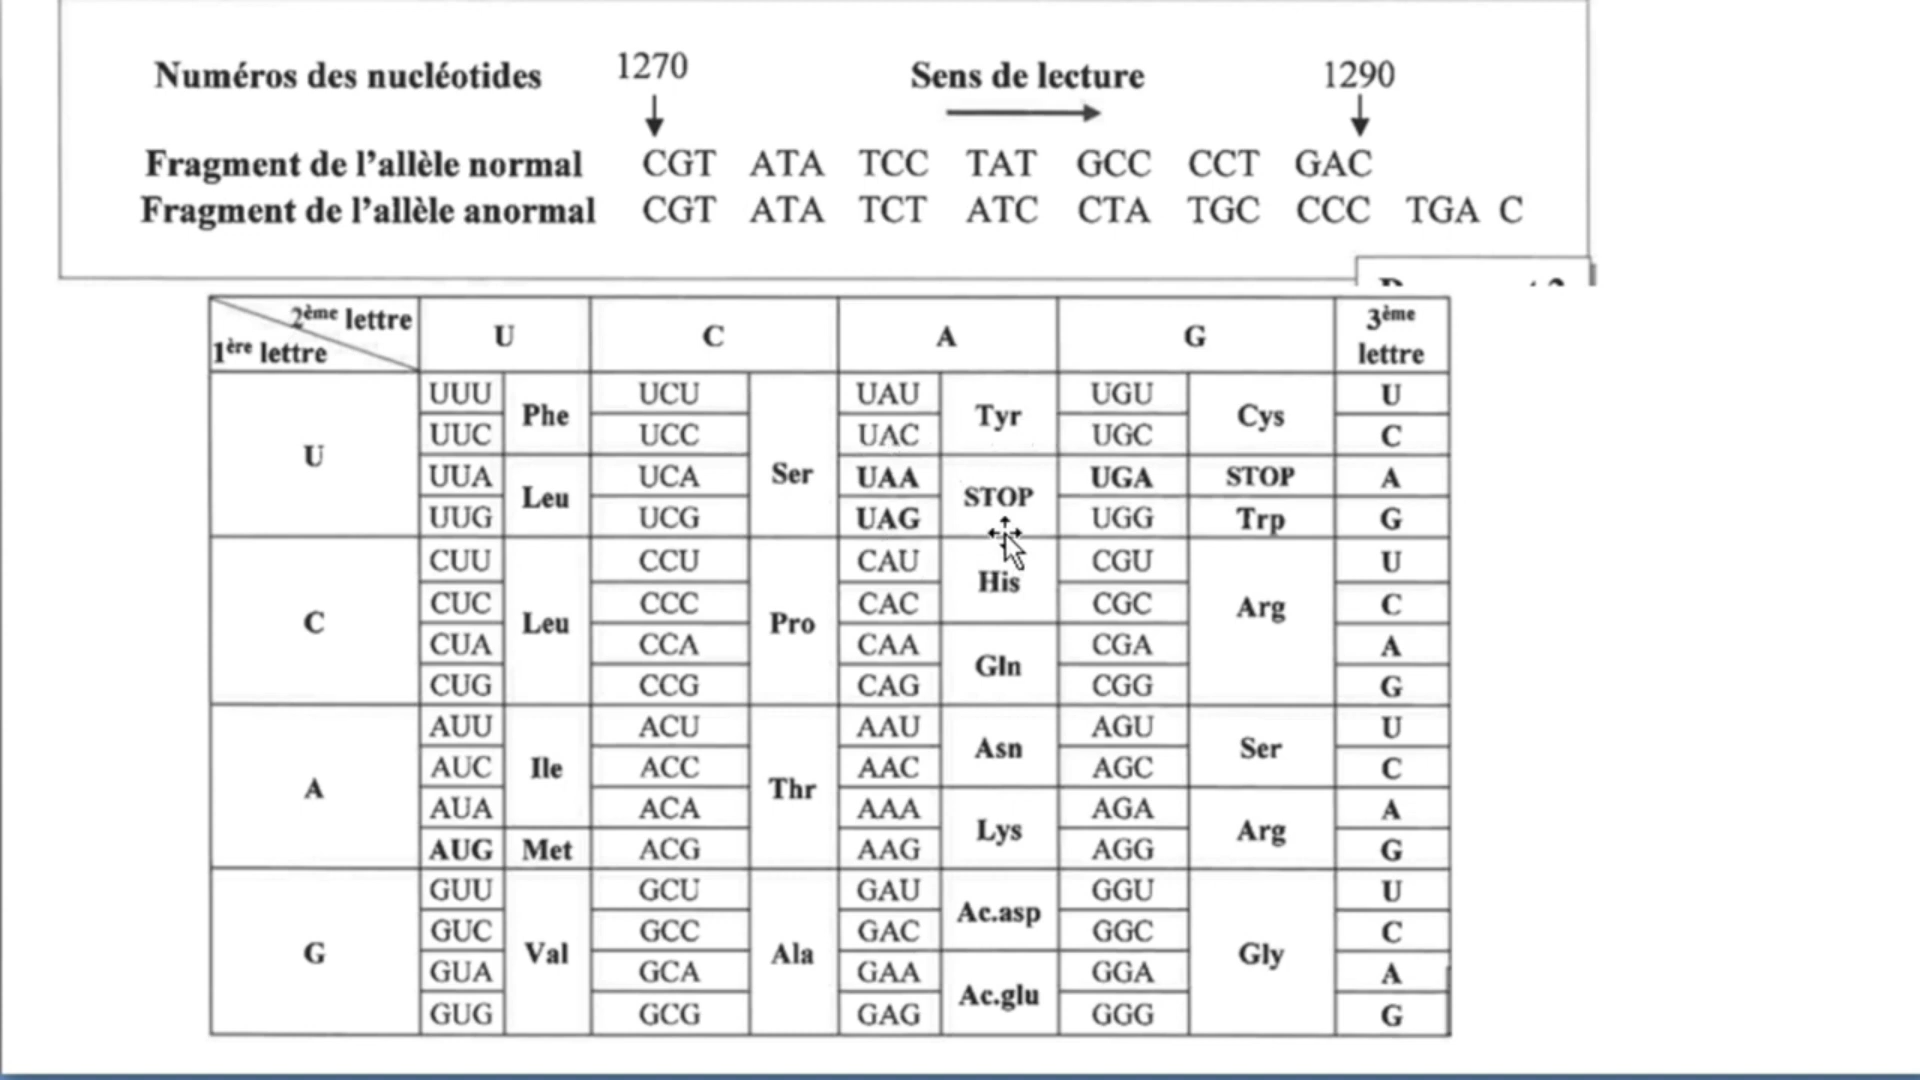 1270 1290
Numéros des nucléotides Sens de lecture
Fragment de l'allèle normal CGT ATA TCC TAT GCC CCT GAC
Fragment de l'allèle anormal CGT ATA TCT ATC CTA TGC CCC TGA C
2ème lettre 3ème
U C A G
1ère lettre lettre
UUU UCU UAU UGU U
Phe Tyr Cys
UUC UCC UAC UGC C
U Ser
UUA UCA UAA UGA STOP A
Leu STOP
UUG UCG UAG UGG Trp G
CUU CCU CAU CGU U
His
CUC CCC CAC CGC C
C Leu Pro Arg
CUA CCA CAA CGA A
Gln
CUG CCG CAG CGG G
AUU ACU AAU AGU U
Asn Ser
AUC Ile ACC AAC AGC C
A Thr
AUA ACA AAA AGA A
Lys Arg
AUG Met ACG AAG AGG G
GUU GCU GAU GGU U
Ac.asp
GUC GCC GAC GGC C
G Val Ala Gly
GUA GCA GAA GGA A
Ac.glu
GUG GCG GAG GGG G